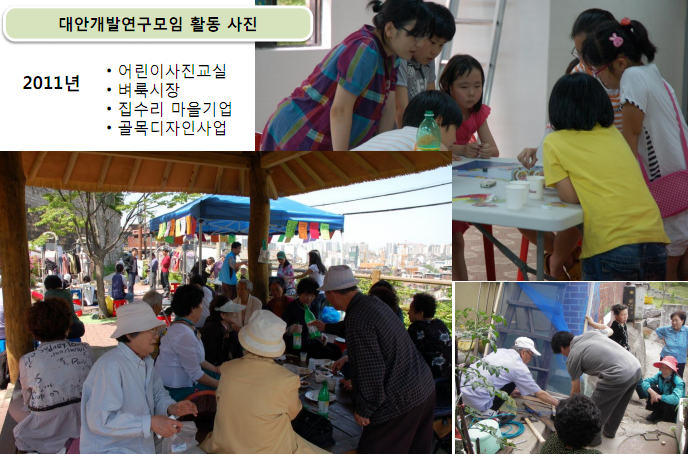 대안개발연구모임 활동 사진
2011년
• 어린이사진교실
• 벼룩시장
• 집수리 마을기업
• 골목디자인사업